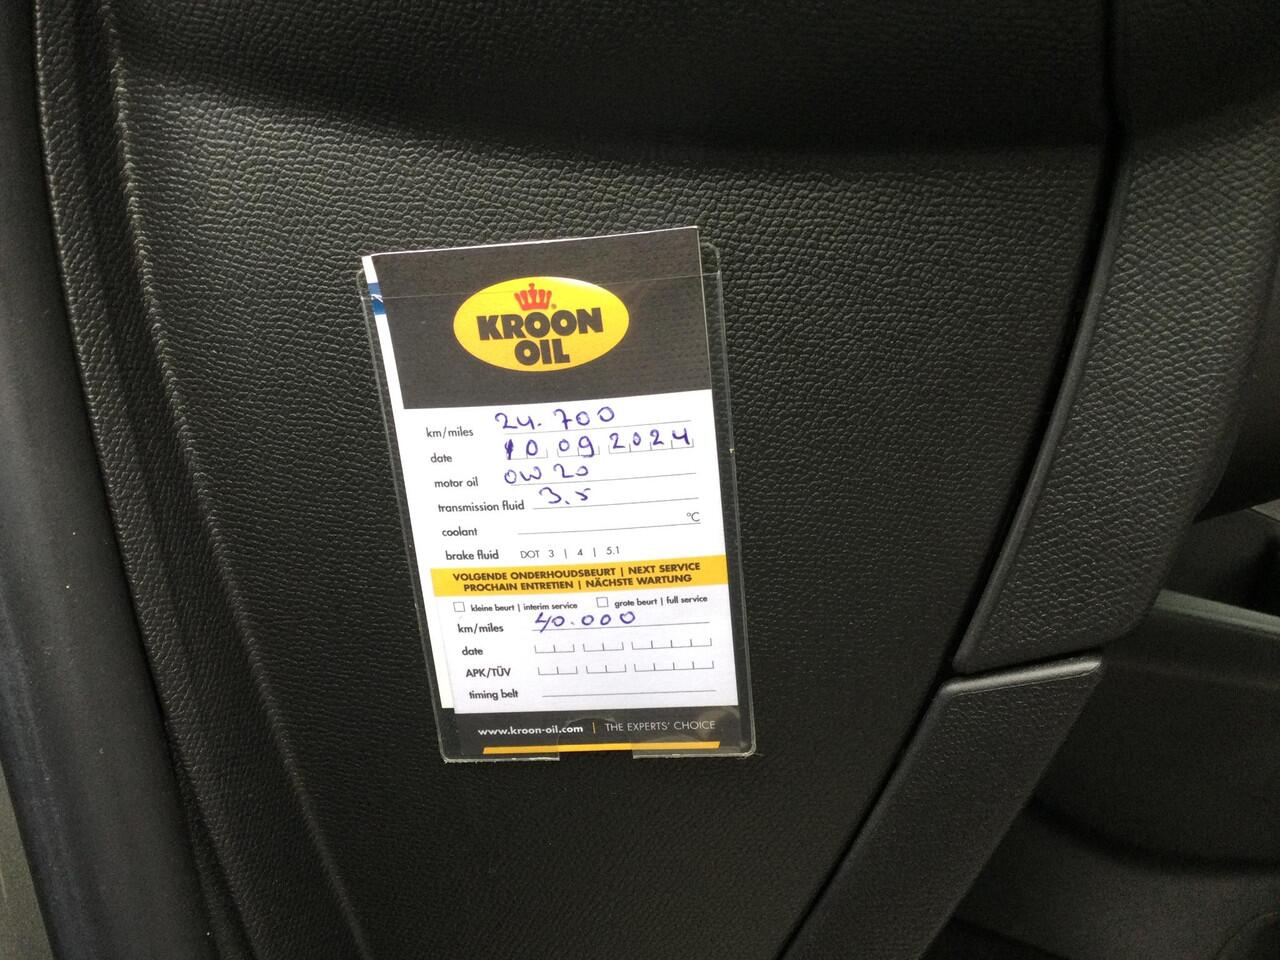 KROON
OIL
km/miles 24.700
date 10 09 2024
motor oil 0W 20
transmission fluid 3.5
coolant °C
brake fluid DOT 3 | 4 | 5.1
VOLGENDE ONDERHOUDSBEURT | NEXT SERVICE
PROCHAIN ENTRETIEN | NÄCHSTE WARTUNG
kleine beurt | interim service grote beurt | full service
km/miles 40.000
date
APK/TÜV
timing belt
www.kroon-oil.com | THE EXPERTS' CHOICE